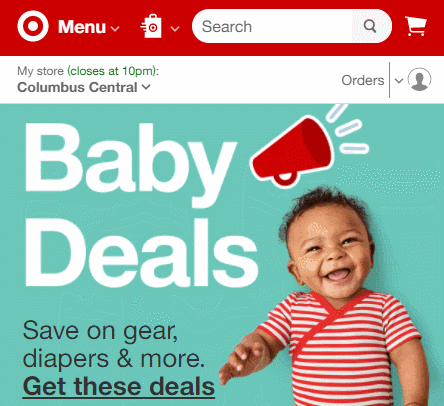 Menu
Search
My store (closes at 10pm):
Columbus Central
Orders
Baby
Deals
Save on gear,
diapers & more.
Get these deals